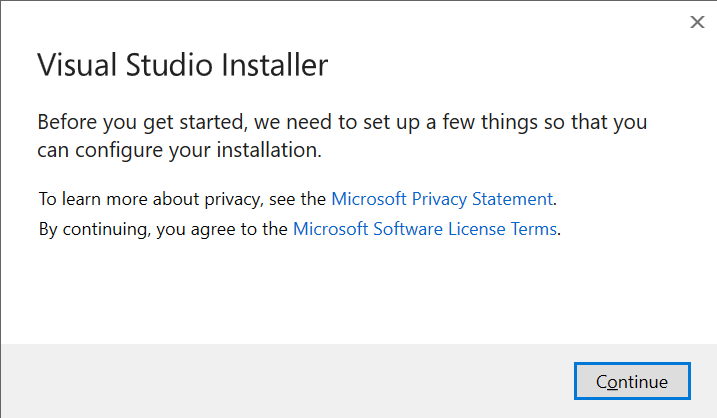 Visual Studio Installer
Before you get started, we need to set up a few things so that you
can configure your installation.
To learn more about privacy, see the Microsoft Privacy Statement.
By continuing, you agree to the Microsoft Software License Terms.
Continue